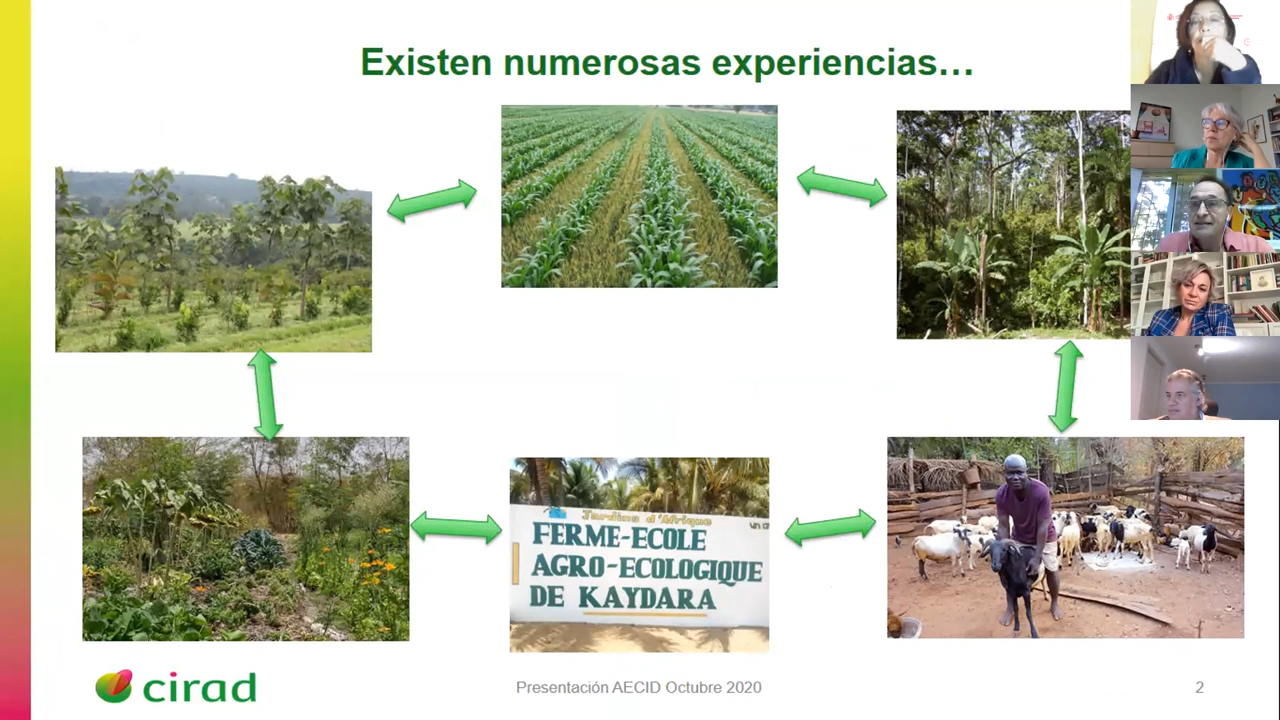 Existen numerosas experiencias…
Jardins d'Afrique
FERME-ECOLE
AGRO-ECOLOGIQUE
DE KAYDARA
cirad
Presentación AECID Octubre 2020
2